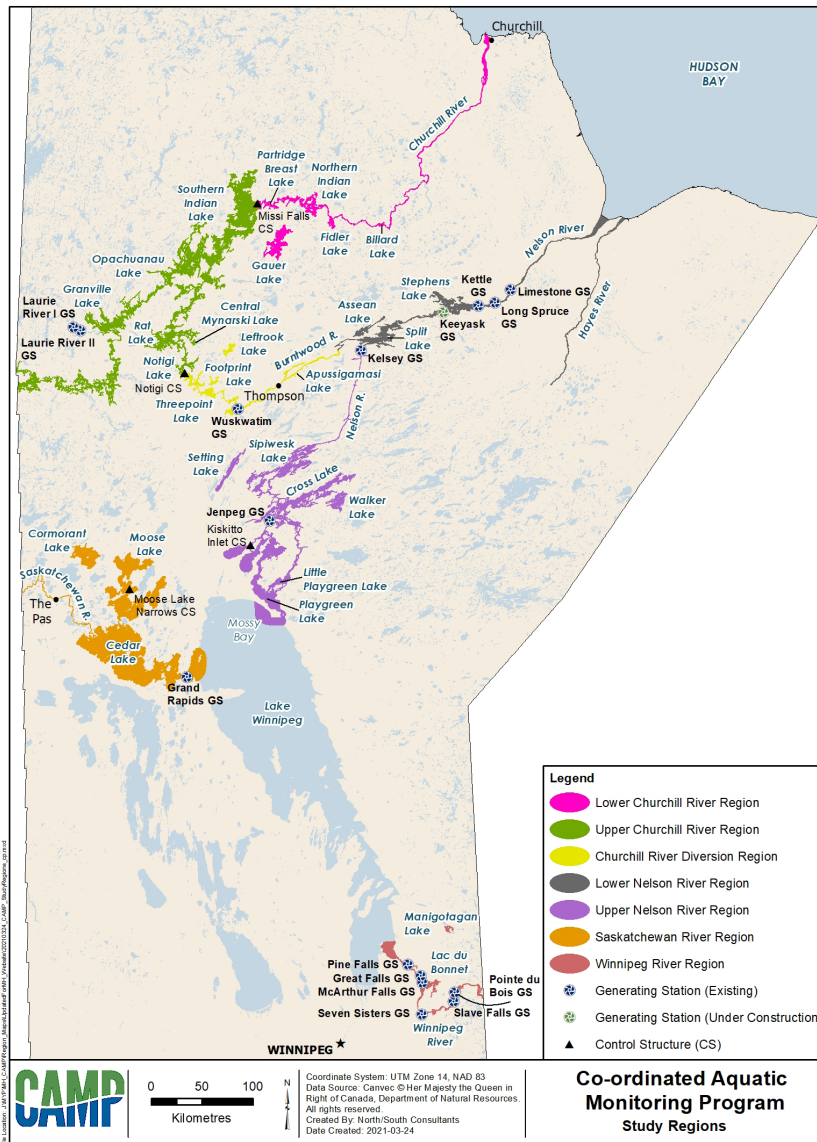 Churchill
HUDSON
BAY
Churchill River
Partridge
Breast
Lake
Northern
Indian
Lake
Southern
Indian
Lake
Missi Falls
CS
Fidler
Lake
Billard
Lake
Gauer
Lake
Opachuanau
Lake
Granville
Lake
Laurie
River I GS
Laurie River II
GS
Rat
Lake
Central
Mynarski Lake
Leftrook
Lake
Notigi
Lake
Notigi CS
Footprint
Lake
Threepoint
Lake
Wuskwatim
GS
Thompson
Burntwood R.
Apussigamasi
Lake
Assean
Lake
Split
Lake
Kelsey GS
Stephens
Lake
Keeyask
GS
Kettle
GS
Limestone GS
Long Spruce
GS
Nelson River
Hayes River
Nelson R.
Sipiwesk
Lake
Setting
Lake
Cross Lake
Walker
Lake
Jenpeg GS
Kiskitto
Inlet CS
Little
Playgreen Lake
Playgreen
Lake
Mossy
Bay
Cormorant
Lake
Moose
Lake
Saskatchewan R.
The
Pas
Moose Lake
Narrows CS
Cedar
Lake
Grand
Rapids GS
Lake
Winnipeg
Manigotagan
Lake
Pine Falls GS
Great Falls GS
McArthur Falls GS
Seven Sisters GS
Lac du
Bonnet
Pointe du
Bois GS
Slave Falls GS
Winnipeg
River
WINNIPEG
Legend
Lower Churchill River Region
Upper Churchill River Region
Churchill River Diversion Region
Lower Nelson River Region
Upper Nelson River Region
Saskatchewan River Region
Winnipeg River Region
Generating Station (Existing)
Generating Station (Under Construction)
Control Structure (CS)
CAMP
0 50 100
Kilometres
N
S
Coordinate System: UTM Zone 14, NAD 83
Data Source: Canvec © Her Majesty the Queen in
Right of Canada, Department of Natural Resources.
All rights reserved.
Created By: North/South Consultants
Date Created: 2021-03-24
Co-ordinated Aquatic
Monitoring Program
Study Regions